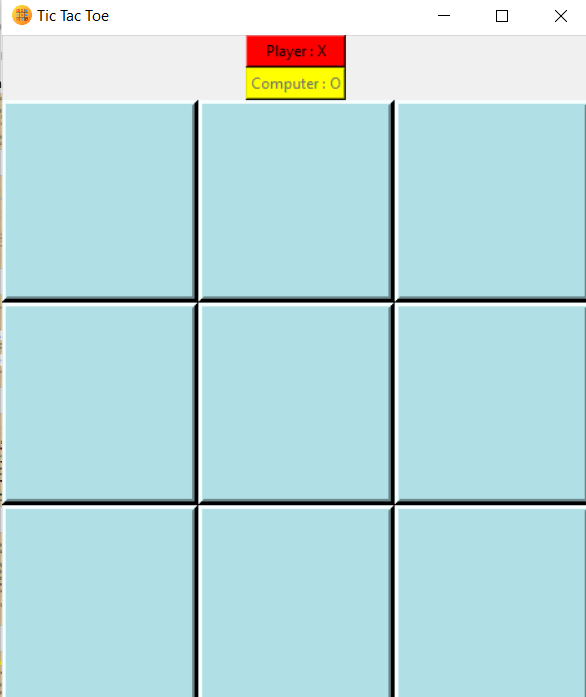 Tic Tac Toe
Player : X
Computer : O